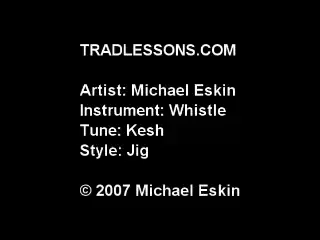 TRADLESSONS.COM
Artist: Michael Eskin
Instrument: Whistle
Tune: Kesh
Style: Jig
© 2007 Michael Eskin